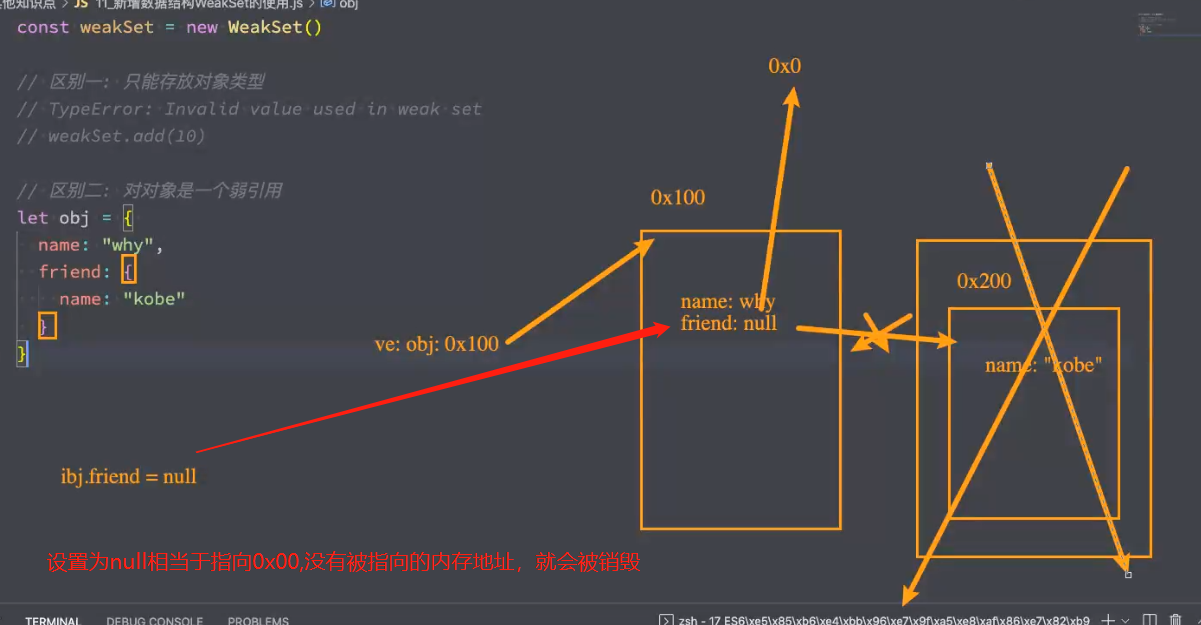 他知识点 > JS 11_新增数据结构WeakSet的使用.js > obj
const weakSet = new WeakSet()
// 区别一: 只能存放对象类型
// TypeError: Invalid value used in weak set
// weakSet.add(10)
// 区别二: 对对象是一个弱引用
let obj = {
name: "why",
friend: {
name: "kobe"
}
}
0x0
0x100
name: why
friend: null
ve: obj: 0x100
0x200
name: "kobe"
ibj.friend = null
设置为null相当于指向0x00,没有被指向的内存地址，就会被销毁
TERMINAL DEBUG CONSOLE PROBLEMS
zsh - 17_ES6\xe5\x85\xb6\xe4\xbb\x96\xe7\x9f\xa5\xe8\xaf\x86\xe7\x82\xb9